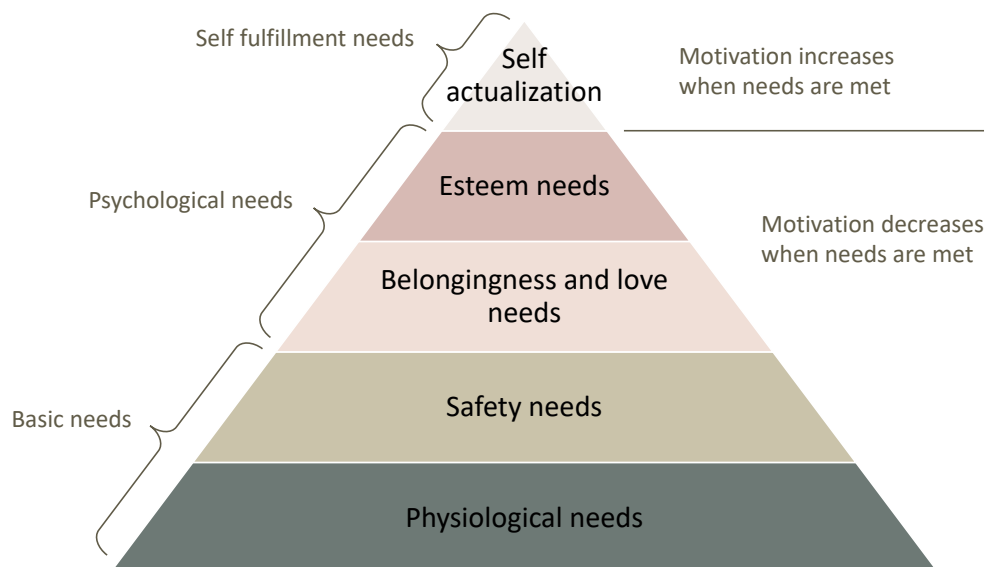 Self fulfillment needs
Self
actualization
Motivation increases
when needs are met
Psychological needs
Esteem needs
Motivation decreases
when needs are met
Belongingness and love
needs
Basic needs
Safety needs
Physiological needs